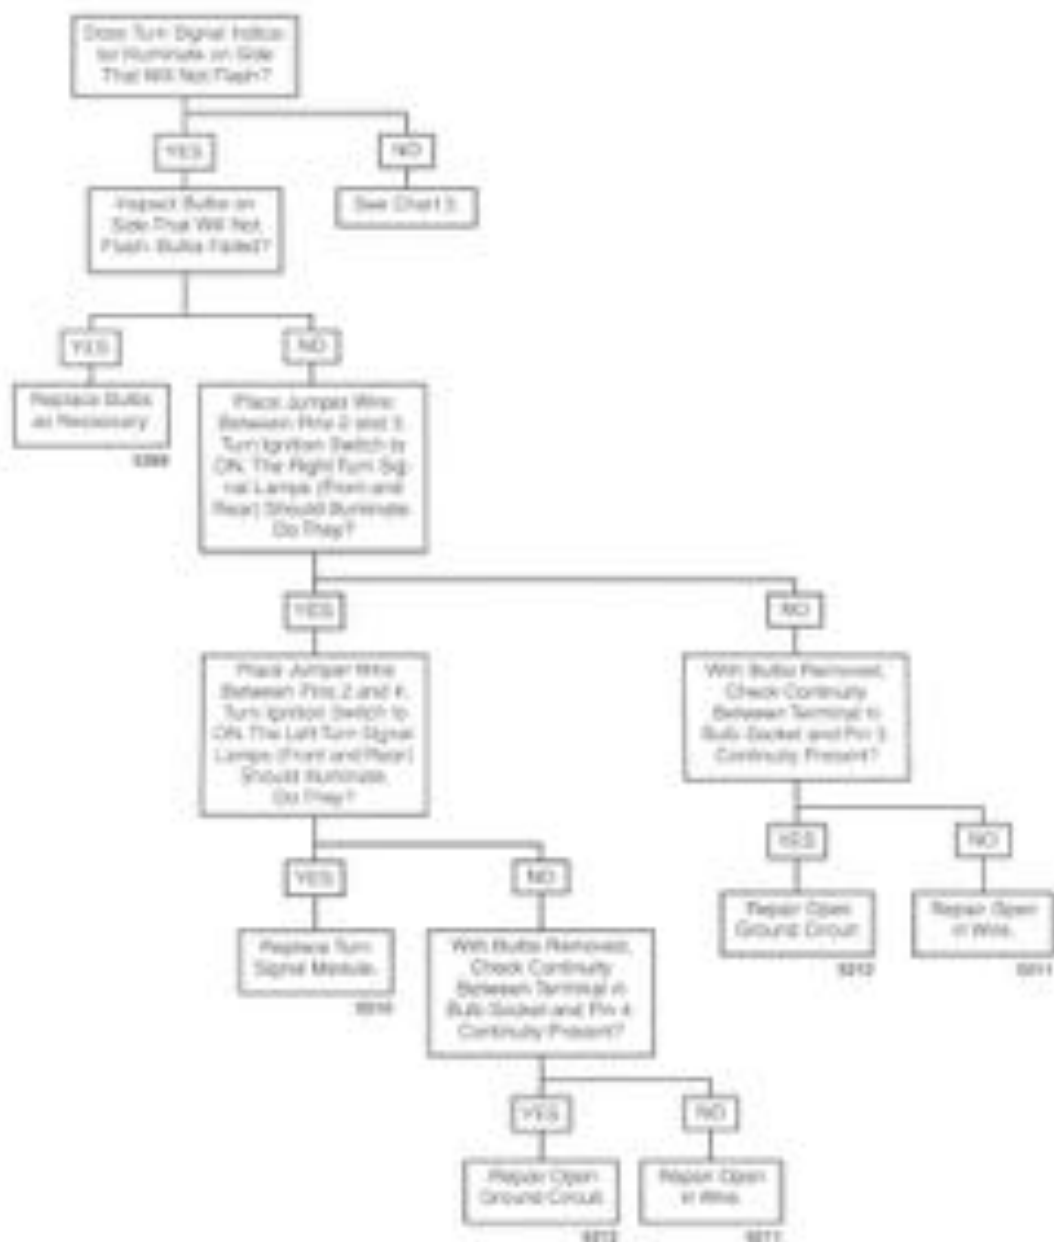 Does Turn Signal Indica-
tor Illuminate on Side
That Will Not Flash?
YES
NO
Inspect Bulbs on
Side That Will Not
Flash. Bulbs Failed?
See Chart 3.
YES
NO
Replace Bulbs
as Necessary.
Place Jumper Wire
Between Pins 2 and 3.
Turn Ignition Switch to
ON. The Right Turn Sig-
nal Lamps (Front and
Rear) Should Illuminate.
Do They?
YES
NO
Place Jumper Wire
Between Pins 2 and 4.
Turn Ignition Switch to
ON. The Left Turn Signal
Lamps (Front and Rear)
Should Illuminate.
Do They?
With Bulbs Removed,
Check Continuity
Between Terminal in
Bulb Socket and Pin 3.
Continuity Present?
YES
NO
YES
NO
Repair Open
Ground Circuit.
5212
Repair Open
in Wire.
5211
Replace Turn
Signal Module.
5210
With Bulbs Removed,
Check Continuity
Between Terminal in
Bulb Socket and Pin 4.
Continuity Present?
YES
NO
Repair Open
Ground Circuit.
5212
Repair Open
in Wire.
5211